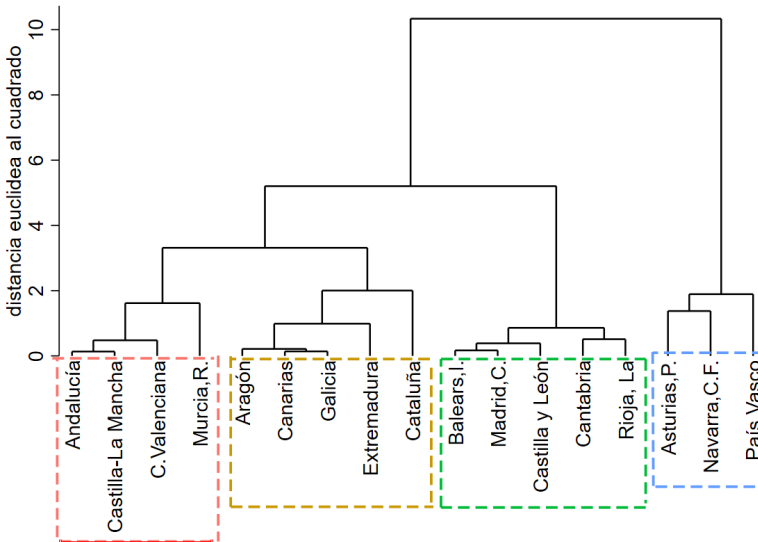 distancia euclidea al cuadrado
10
8
6
4
2
0
Andalucía
Castilla-La Mancha
C.Valenciana
Murcia,R.
Aragón
Canarias
Galicia
Extremadura
Cataluña
Balears,I.
Madrid,C.
Castilla y León
Cantabria
Rioja, La
Asturias,P.
Navarra,C.F.
País Vasco